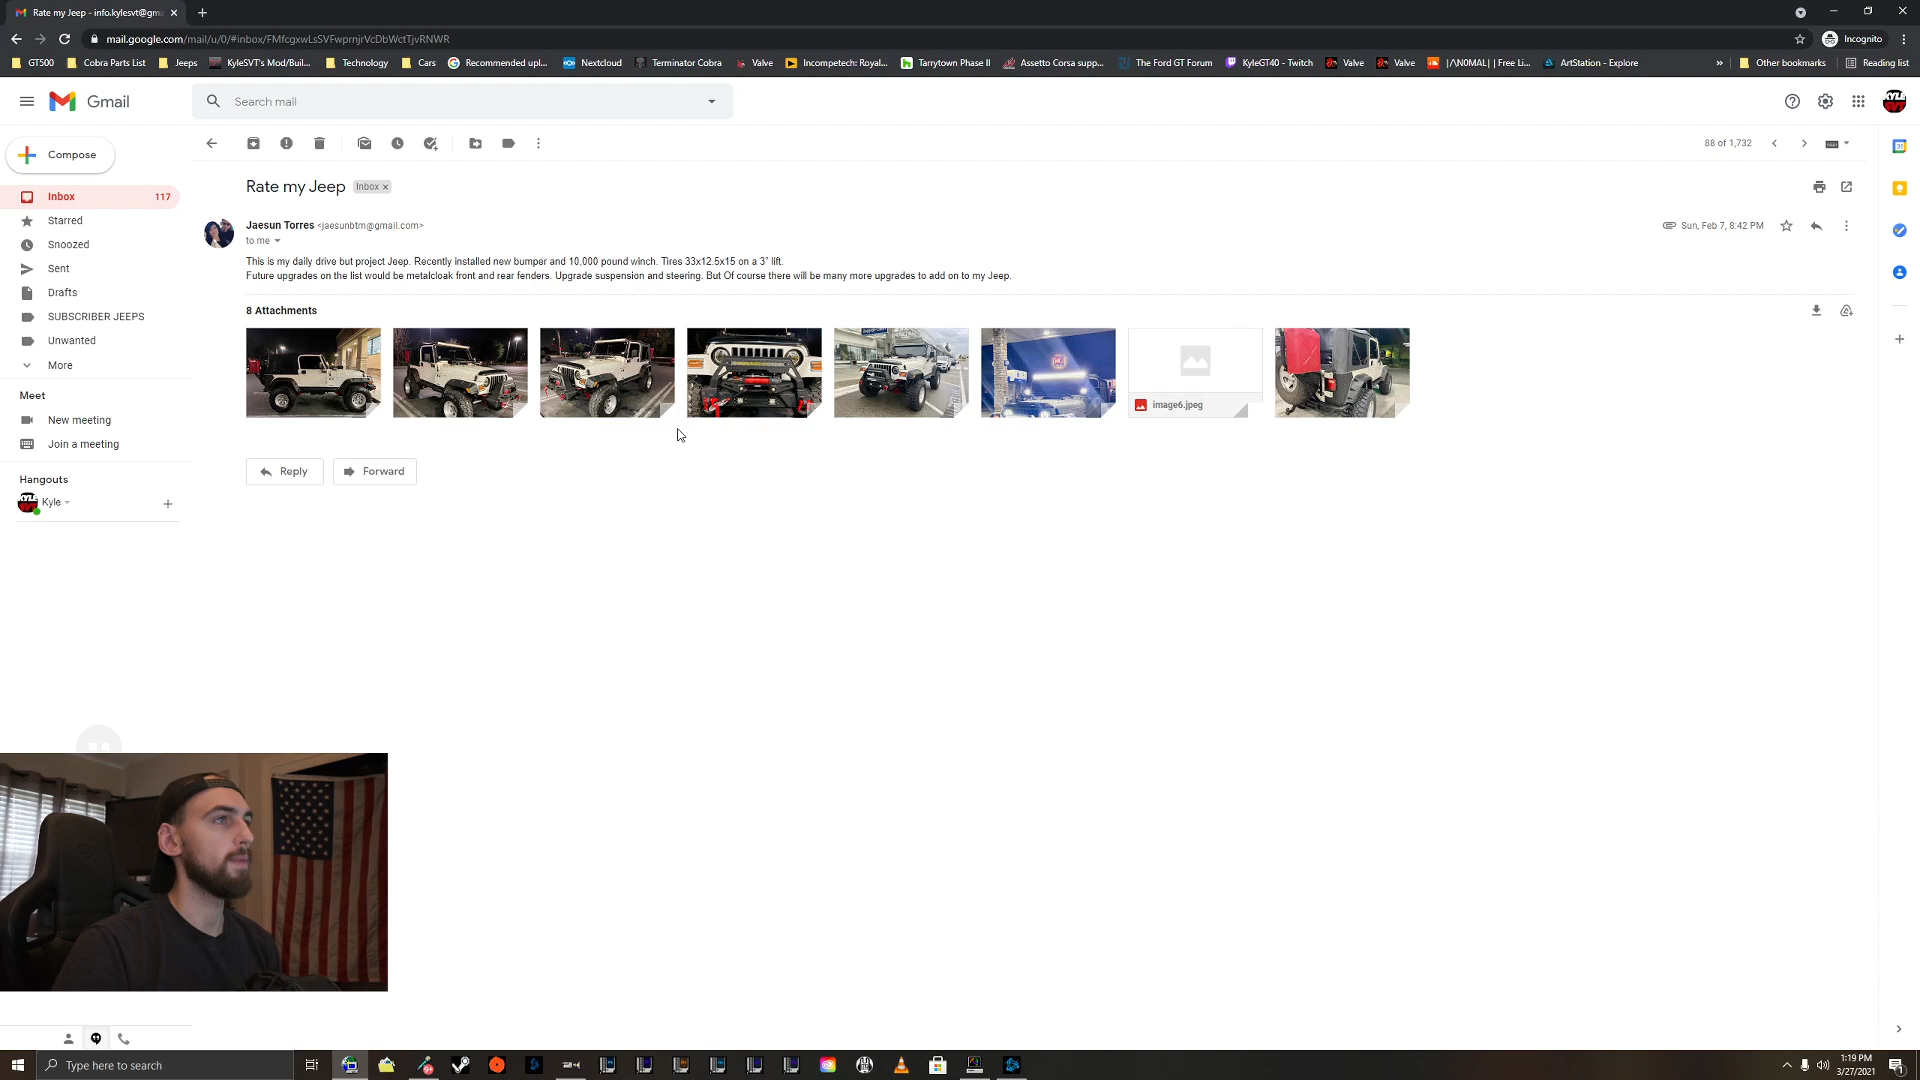 Rate my Jeep - info.kylesvt@gm
mail.google.com/mail/u/0/#inbox/FMfcgxwLsSVFwprnjrVcDbWctTjvRNWR
Incognito
GT500
Cobra Parts List
Jeeps
KyleSVT's Mod/Buil...
Technology
Cars
Recommended upl...
Nextcloud
Terminator Cobra
Valve
Incompetech: Royal...
Tarrytown Phase II
Assetto Corsa supp...
The Ford GT Forum
KyleGT40 - Twitch
Valve
Valve
|/\N0MAL| | Free Li...
ArtStation - Explore
»
Other bookmarks
Reading list
Gmail
Search mail
KYLE SVT
Compose
88 of 1,732
Inbox 117
Starred
Snoozed
Sent
Drafts
SUBSCRIBER JEEPS
Unwanted
More
Meet
New meeting
Join a meeting
Hangouts
Kyle
Rate my Jeep Inbox x
Jaesun Torres <jaesunbtm@gmail.com>
Sun, Feb 7, 8:42 PM
to me
This is my daily drive but project Jeep. Recently installed new bumper and 10,000 pound winch. Tires 33x12.5x15 on a 3" lift.
Future upgrades on the list would be metalcloak front and rear fenders. Upgrade suspension and steering. But Of course there will be many more upgrades to add on to my Jeep.
8 Attachments
image6.jpeg
Reply
Forward
Type here to search
1:19 PM
3/27/2021